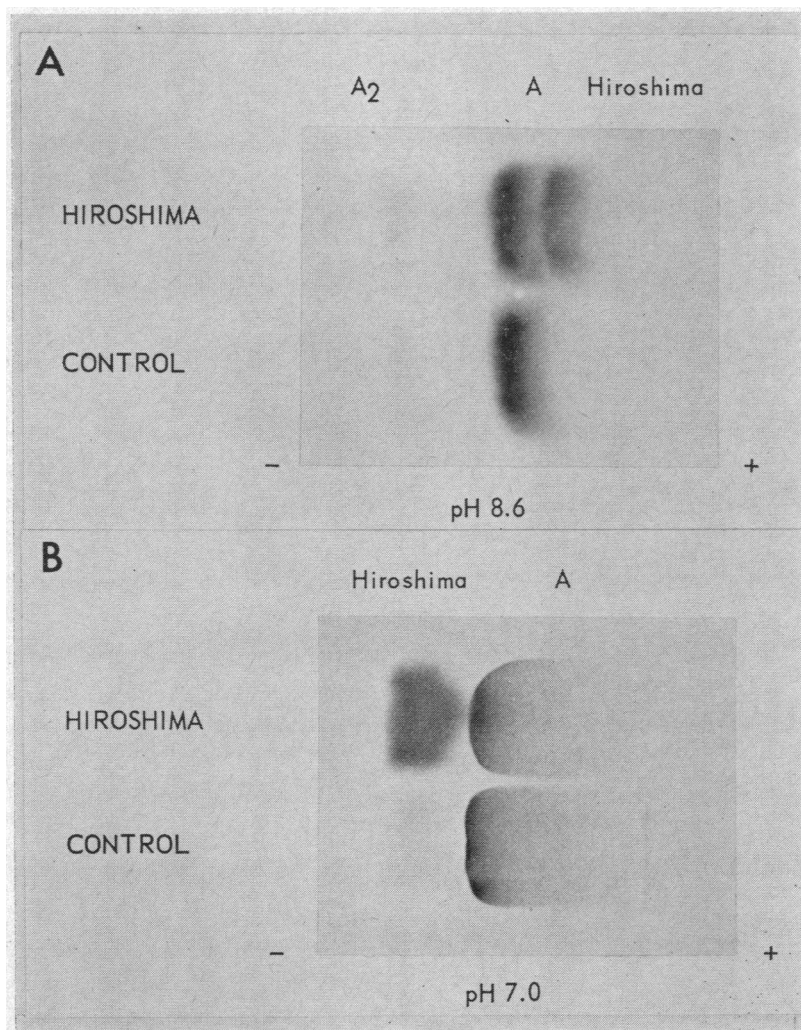 A
A2 A Hiroshima
HIROSHIMA
CONTROL
- +
pH 8.6
B
Hiroshima A
HIROSHIMA
CONTROL
- +
pH 7.0